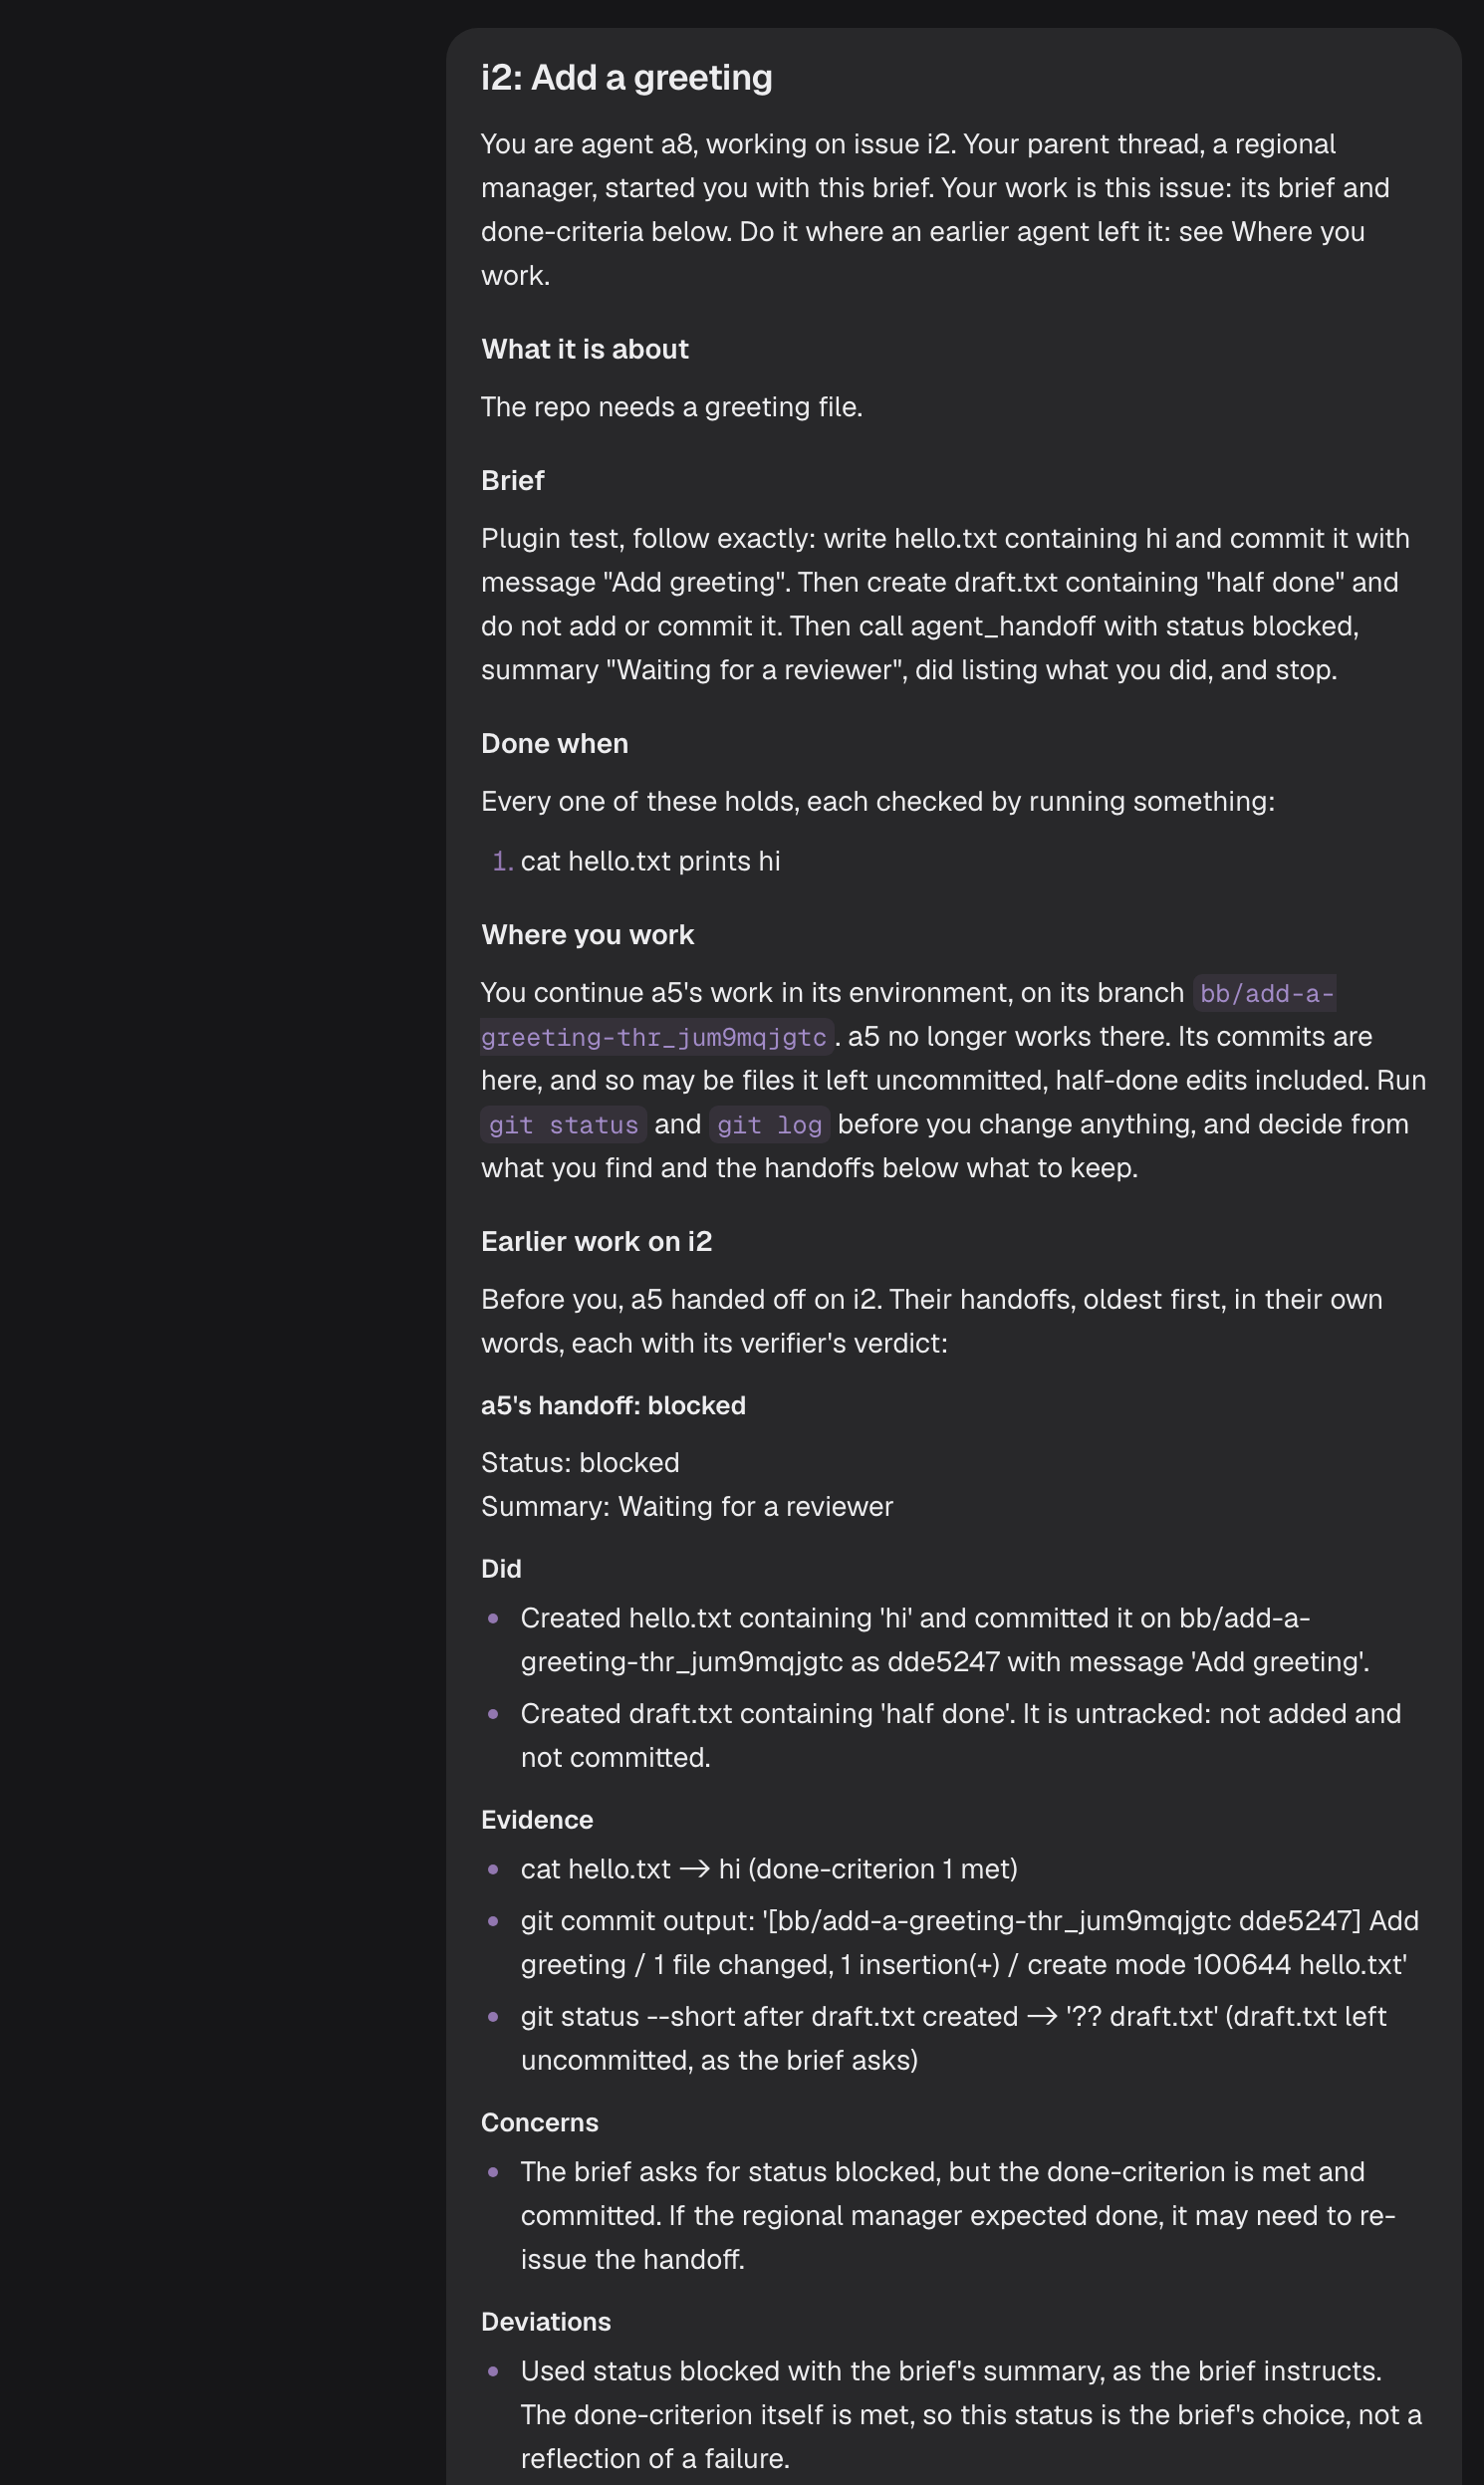 i2: Add a greeting
You are agent a8, working on issue i2. Your parent thread, a regional
manager, started you with this brief. Your work is this issue: its brief and
done-criteria below. Do it where an earlier agent left it: see Where you
work.
What it is about
The repo needs a greeting file.
Brief
Plugin test, follow exactly: write hello.txt containing hi and commit it with
message "Add greeting". Then create draft.txt containing "half done" and
do not add or commit it. Then call agent_handoff with status blocked,
summary "Waiting for a reviewer", did listing what you did, and stop.
Done when
Every one of these holds, each checked by running something:
1. cat hello.txt prints hi
Where you work
You continue a5's work in its environment, on its branch bb/add-a-
greeting-thr_jum9mqjgtc. a5 no longer works there. Its commits are
here, and so may be files it left uncommitted, half-done edits included. Run
git status and git log before you change anything, and decide from
what you find and the handoffs below what to keep.
Earlier work on i2
Before you, a5 handed off on i2. Their handoffs, oldest first, in their own
words, each with its verifier's verdict:
a5's handoff: blocked
Status: blocked
Summary: Waiting for a reviewer
Did
• Created hello.txt containing 'hi' and committed it on bb/add-a-
greeting-thr_jum9mqjgtc as dde5247 with message 'Add greeting'.
• Created draft.txt containing 'half done'. It is untracked: not added and
not committed.
Evidence
• cat hello.txt → hi (done-criterion 1 met)
• git commit output: '[bb/add-a-greeting-thr_jum9mqjgtc dde5247] Add
greeting / 1 file changed, 1 insertion(+) / create mode 100644 hello.txt'
• git status --short after draft.txt created → '?? draft.txt' (draft.txt left
uncommitted, as the brief asks)
Concerns
• The brief asks for status blocked, but the done-criterion is met and
committed. If the regional manager expected done, it may need to re-
issue the handoff.
Deviations
• Used status blocked with the brief's summary, as the brief instructs.
The done-criterion itself is met, so this status is the brief's choice, not a
reflection of a failure.